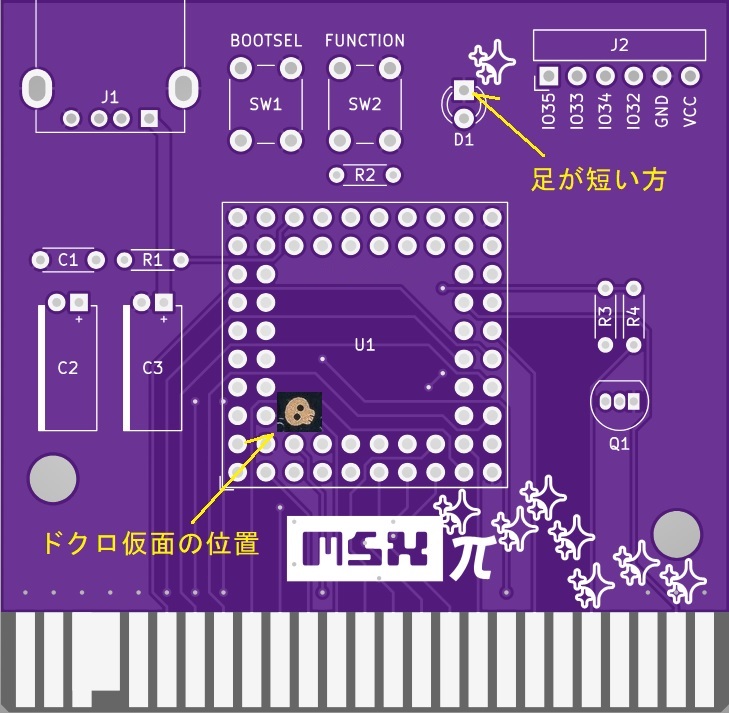 BOOTSEL
FUNCTION
J2
J1
SW1
SW2
IO35
IO33
IO34
IO32
GND
VCC
D1
足が短い方
R2
C1
R1
+
+
R3
R4
U1
C2
C3
Q1
ドクロ仮面の位置
MSX π